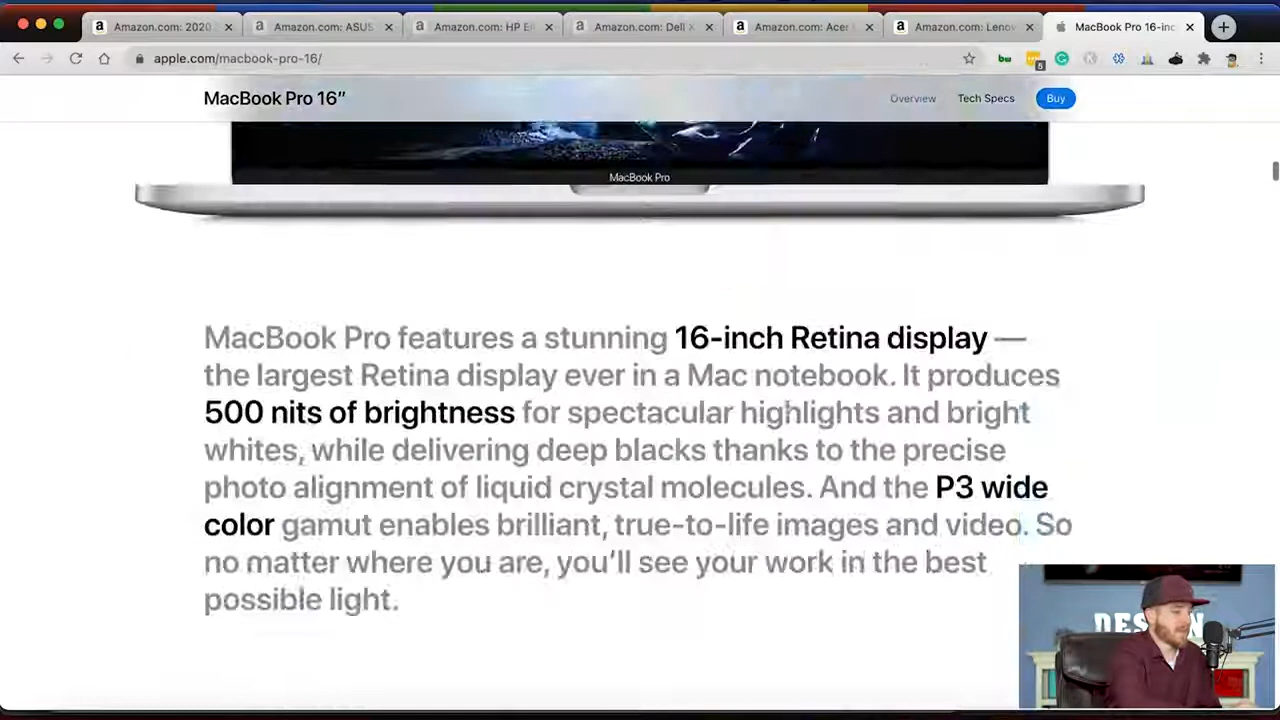 Amazon.com: 2020
Amazon.com: ASUS
Amazon.com: HP El
Amazon.com: Dell X
Amazon.com: Acer
Amazon.com: Lenov
MacBook Pro 16-inc
apple.com/macbook-pro-16/
5
MacBook Pro 16”
Overview
Tech Specs
Buy
MacBook Pro
MacBook Pro features a stunning 16-inch Retina display —
the largest Retina display ever in a Mac notebook. It produces
500 nits of brightness for spectacular highlights and bright
whites, while delivering deep blacks thanks to the precise
photo alignment of liquid crystal molecules. And the P3 wide
color gamut enables brilliant, true-to-life images and video. So
no matter where you are, you’ll see your work in the best
possible light.